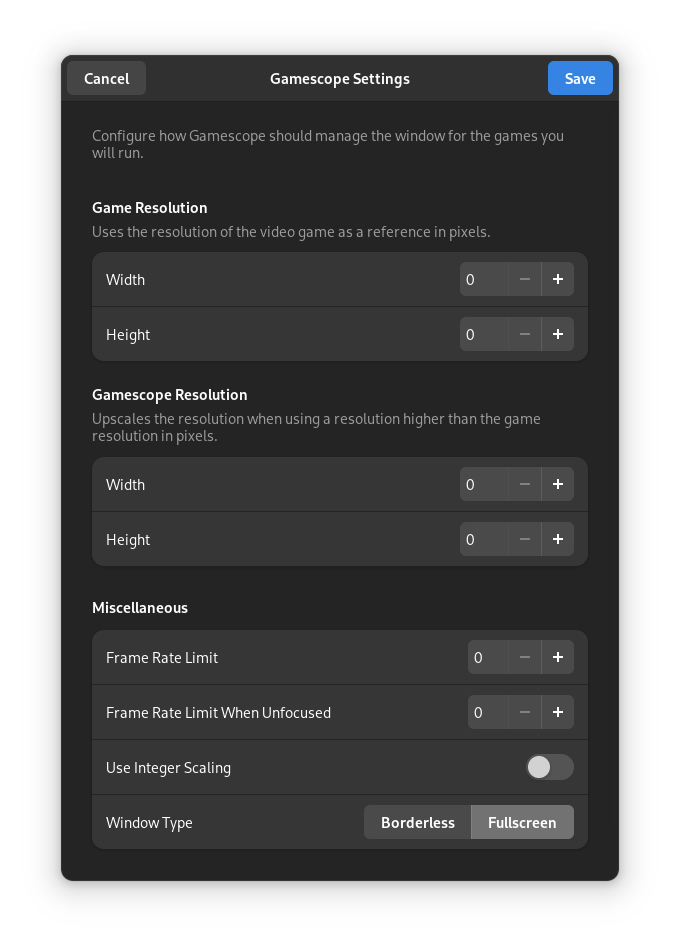 Cancel
Gamescope Settings
Save
Configure how Gamescope should manage the window for the games you
will run.
Game Resolution
Uses the resolution of the video game as a reference in pixels.
Width
0
Height
0
Gamescope Resolution
Upscales the resolution when using a resolution higher than the game
resolution in pixels.
Width
0
Height
0
Miscellaneous
Frame Rate Limit
0
Frame Rate Limit When Unfocused
0
Use Integer Scaling
Window Type
Borderless
Fullscreen